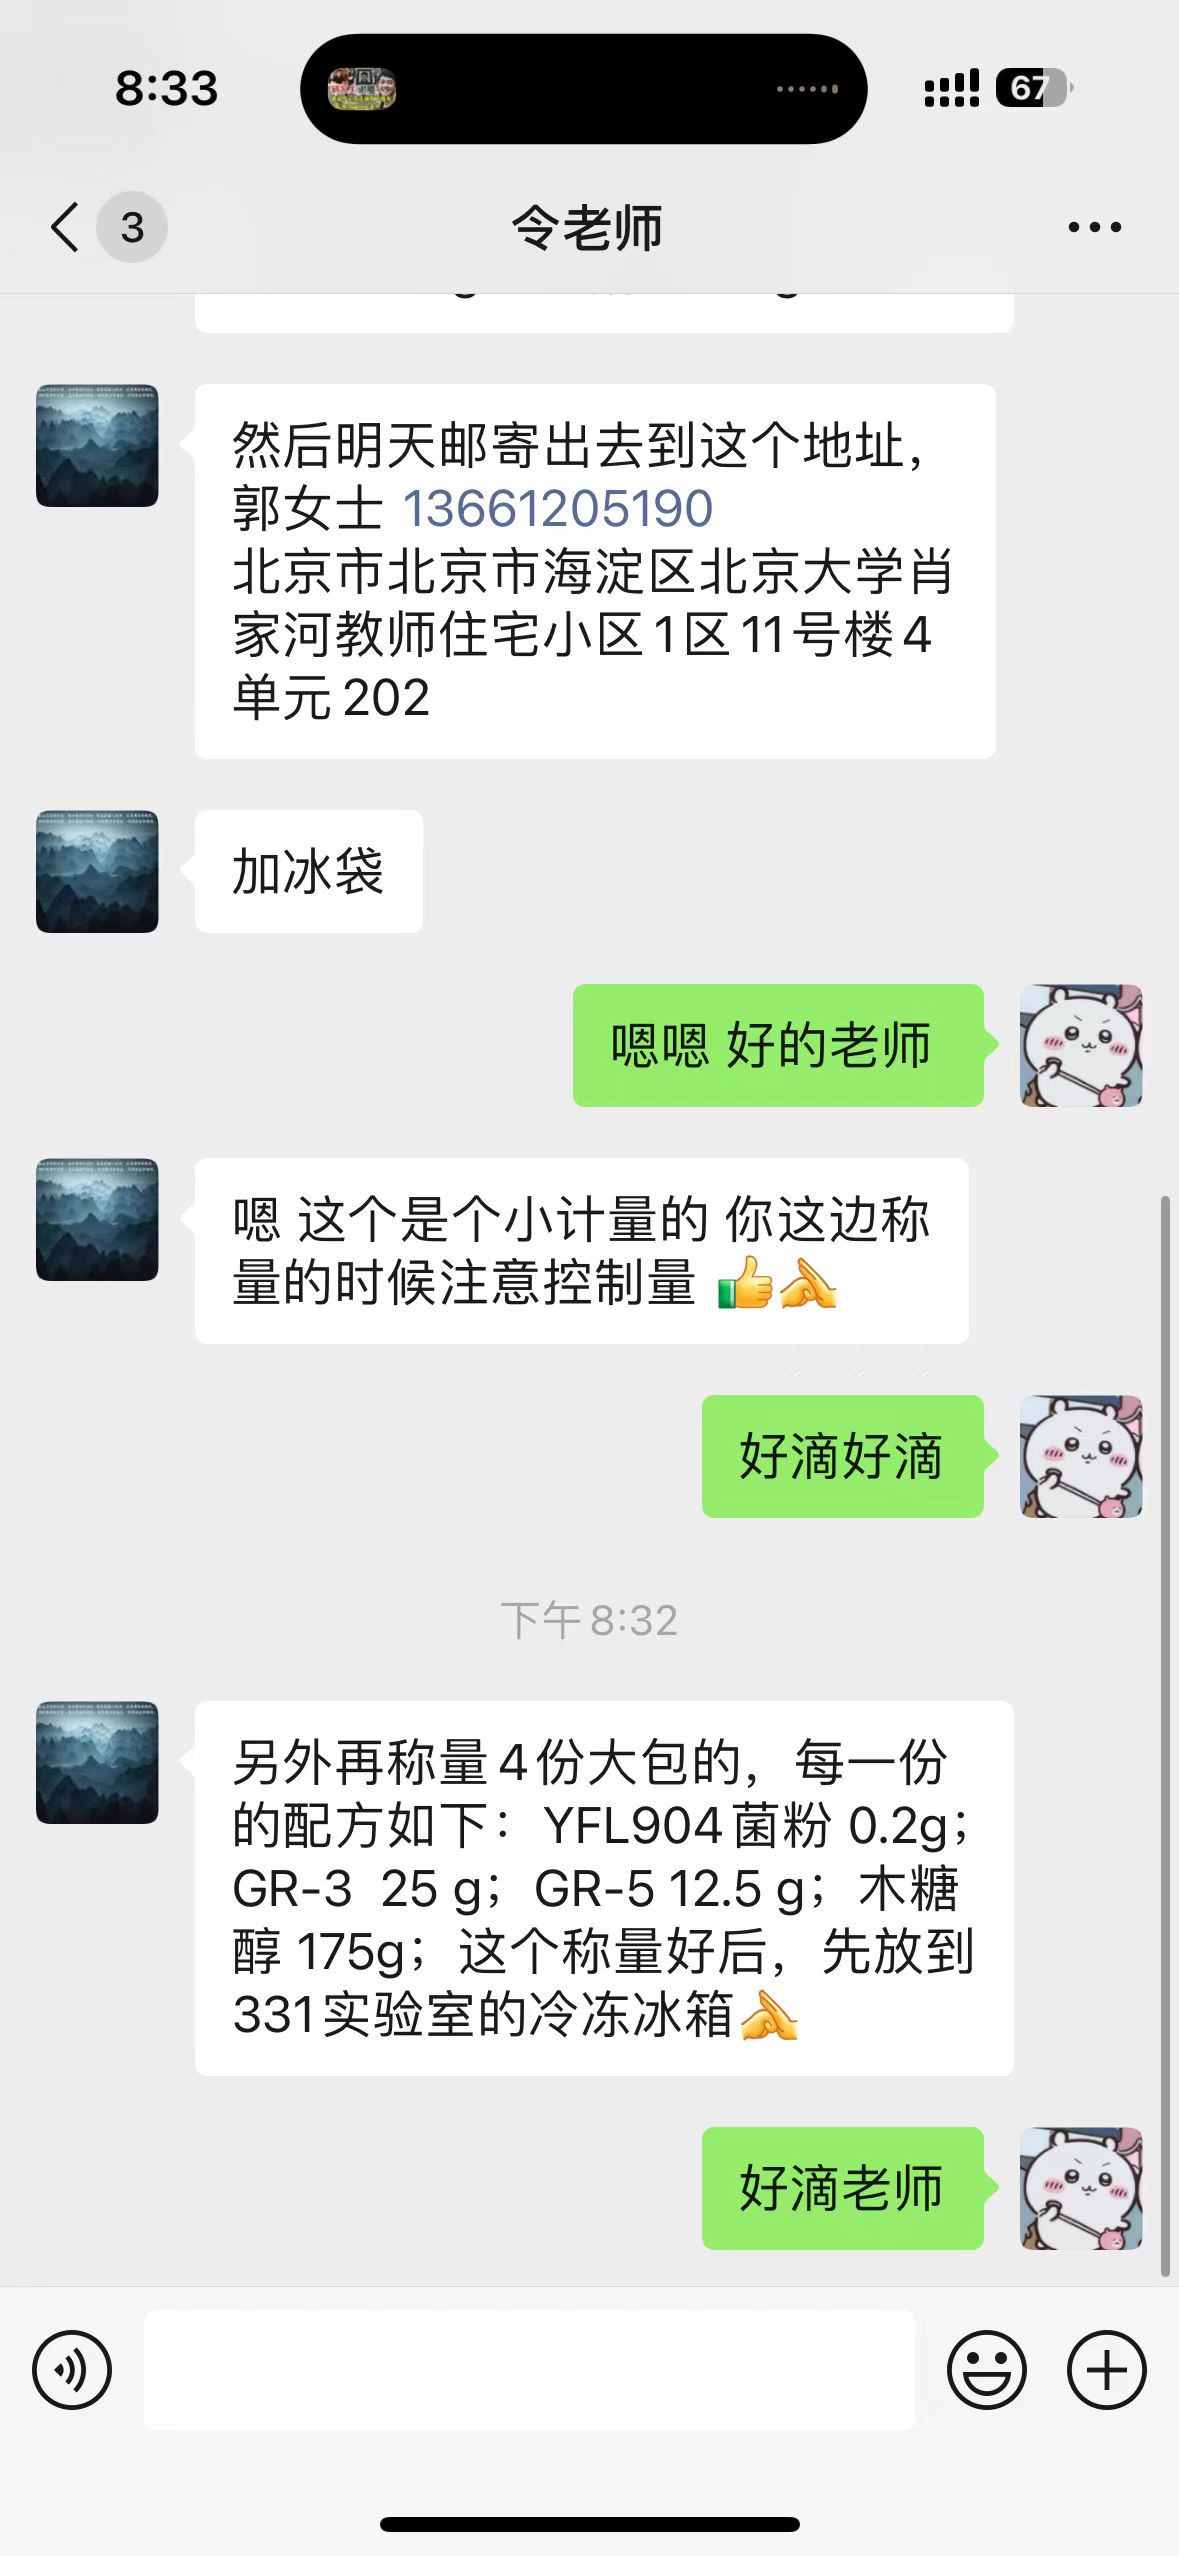 8:33
67
3
令老师
然后明天邮寄出去到这个地址，
郭女士 13661205190
北京市北京市海淀区北京大学肖
家河教师住宅小区1区11号楼4
单元202
加冰袋
嗯嗯 好的老师
嗯 这个是个小计量的 你这边称
量的时候注意控制量
好滴好滴
下午8:32
另外再称量4份大包的，每一份
的配方如下：YFL904菌粉 0.2g；
GR-3  25 g；GR-5 12.5 g；木糖
醇 175g；这个称量好后，先放到
331实验室的冷冻冰箱
好滴老师